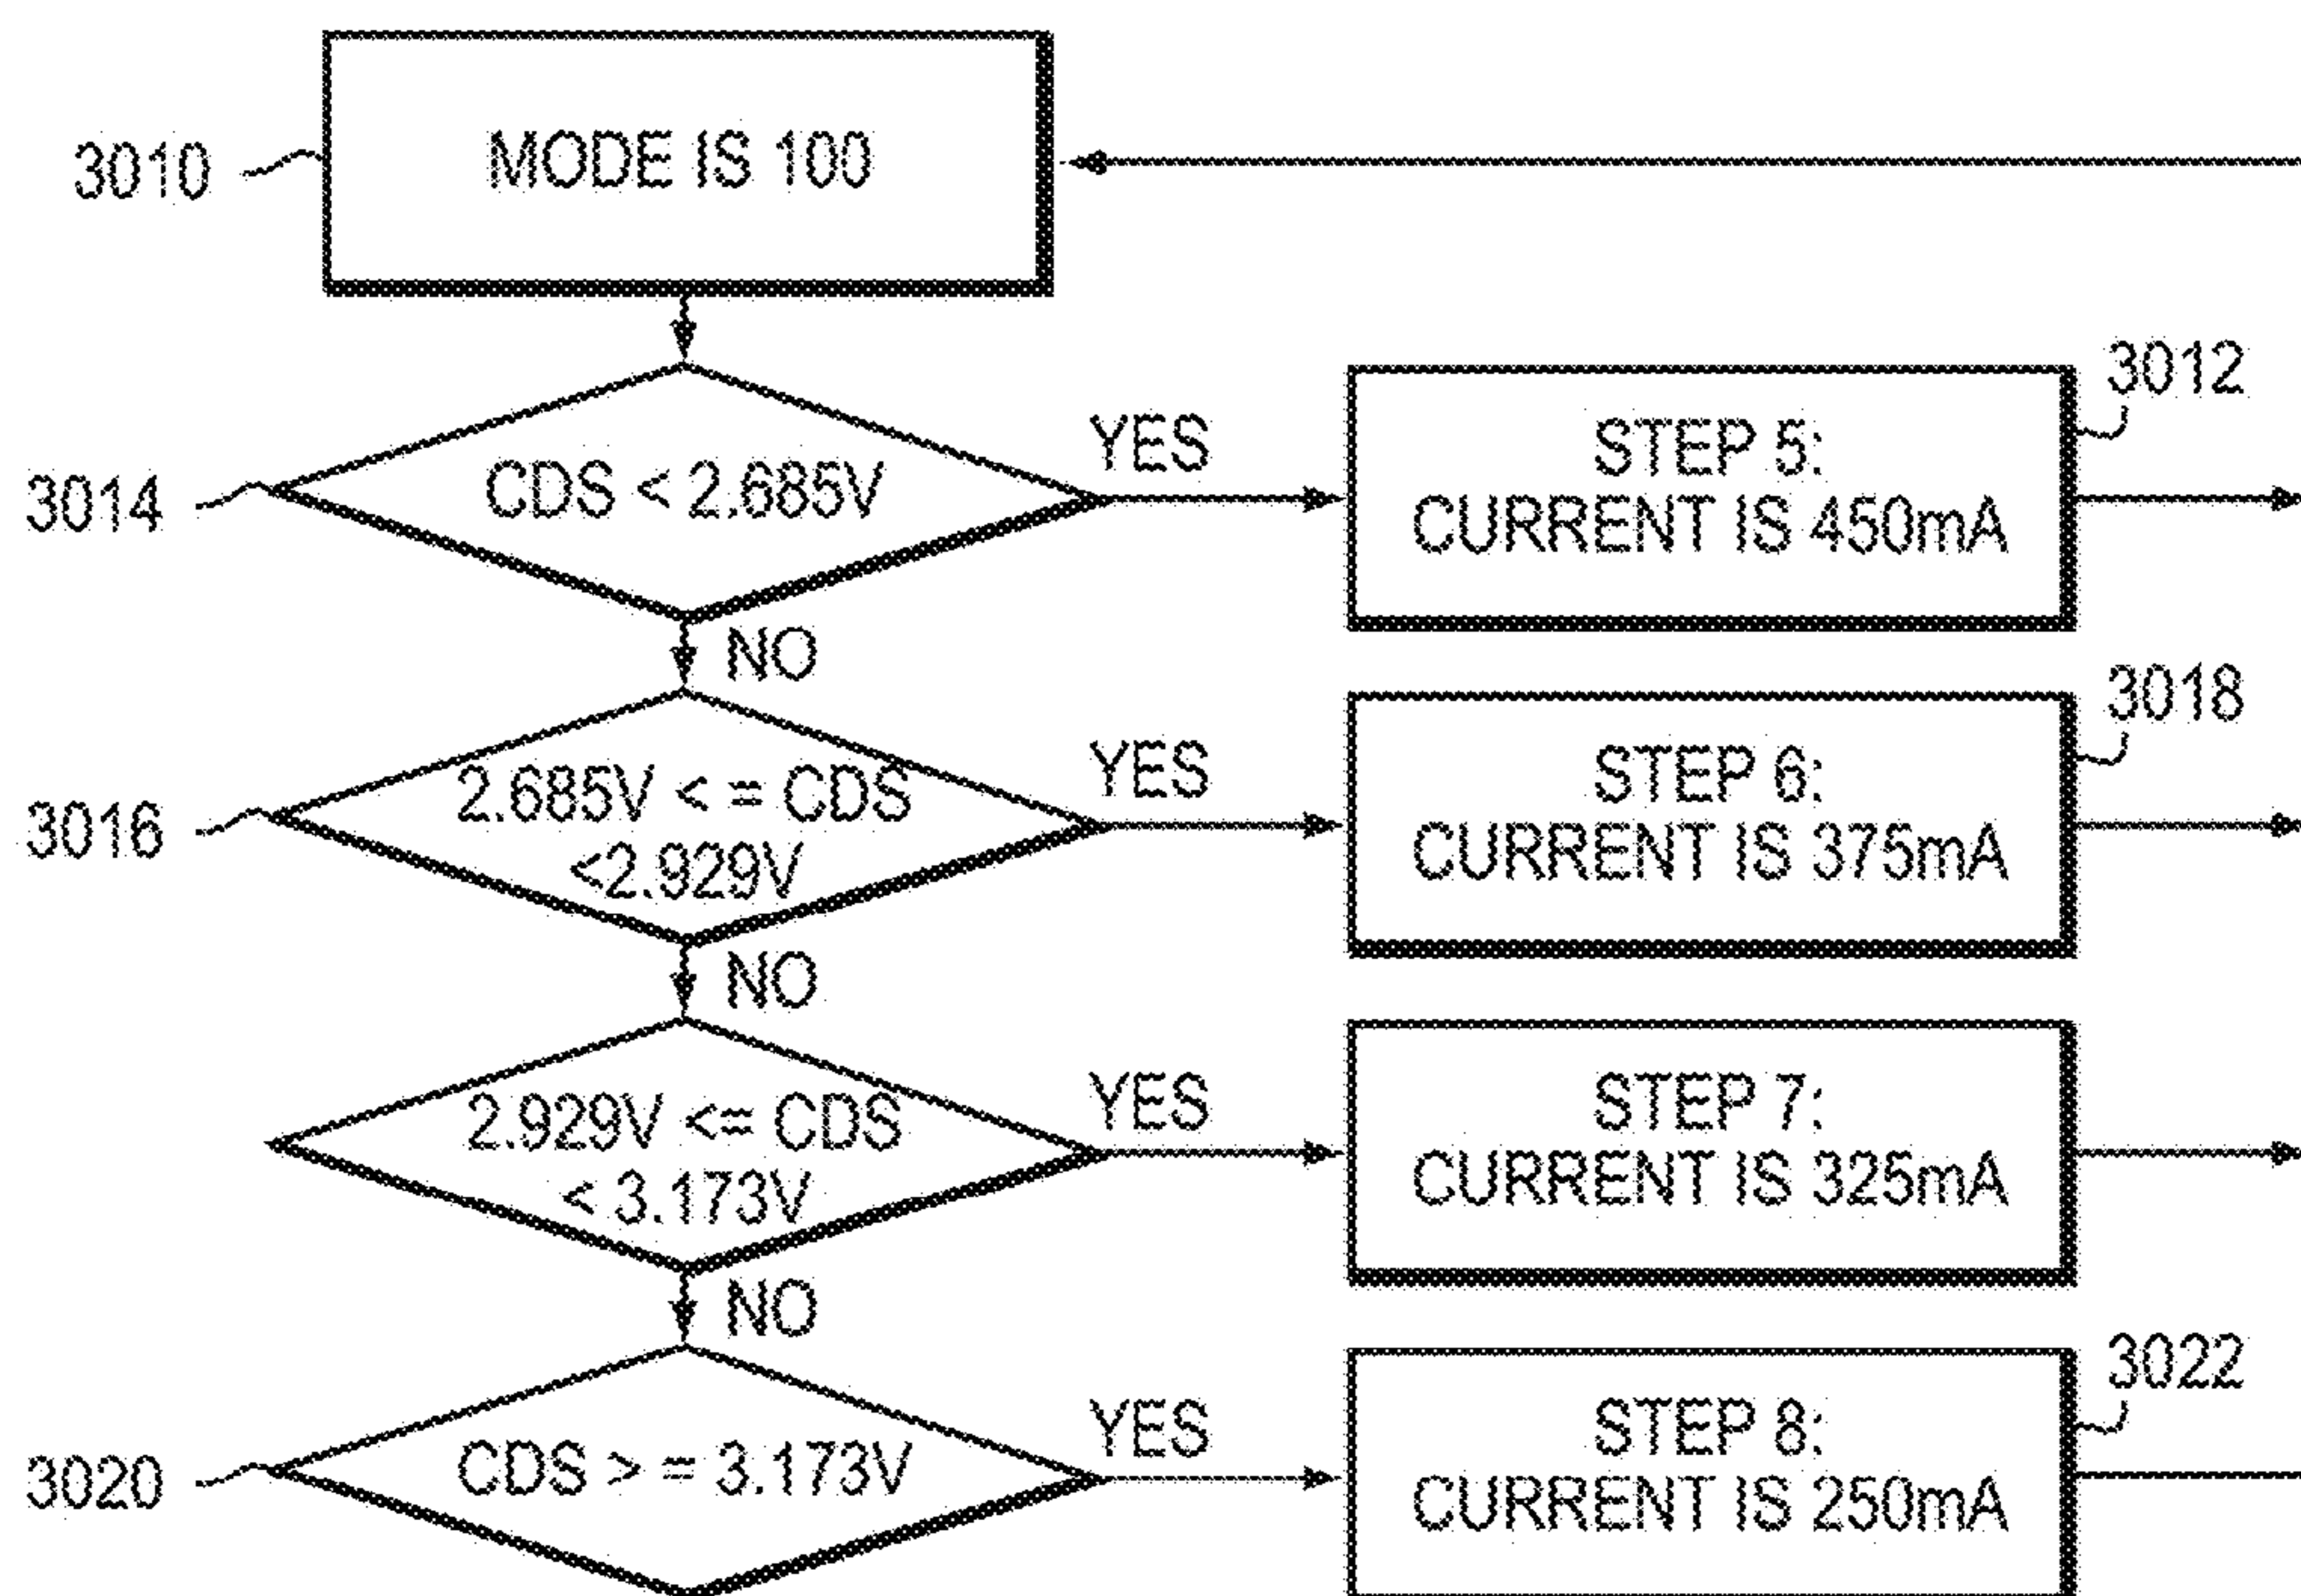 3010
MODE IS 100
3014
CDS < 2.685V
YES
STEP 5:
CURRENT IS 450mA
3012
NO
3016
2.685V < = CDS
<2.929V
YES
STEP 6:
CURRENT IS 375mA
3018
NO
2.929V <= CDS
< 3.173V
YES
STEP 7:
CURRENT IS 325mA
NO
3020
CDS > = 3.173V
YES
STEP 8:
CURRENT IS 250mA
3022